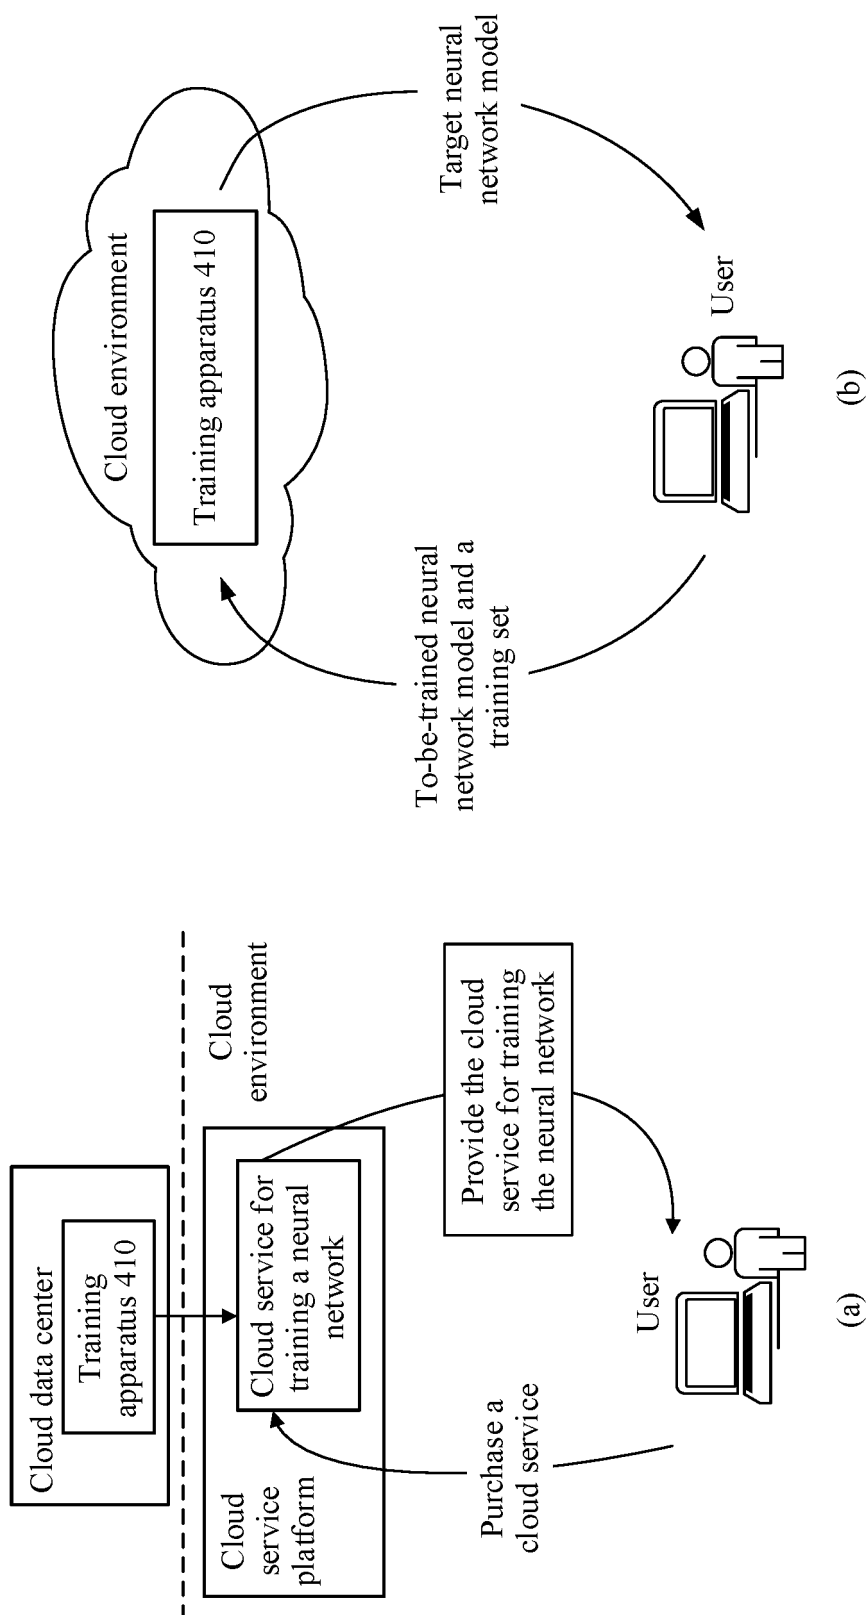 Cloud data center
Training
apparatus 410
Cloud
environment
Cloud
service
platform
Cloud service for
training a neural
network
Purchase a
cloud service
Provide the cloud
service for training
the neural network
User
(a)
Cloud environment
Training apparatus 410
To-be-trained neural
network model and a
training set
Target neural
network model
User
(b)